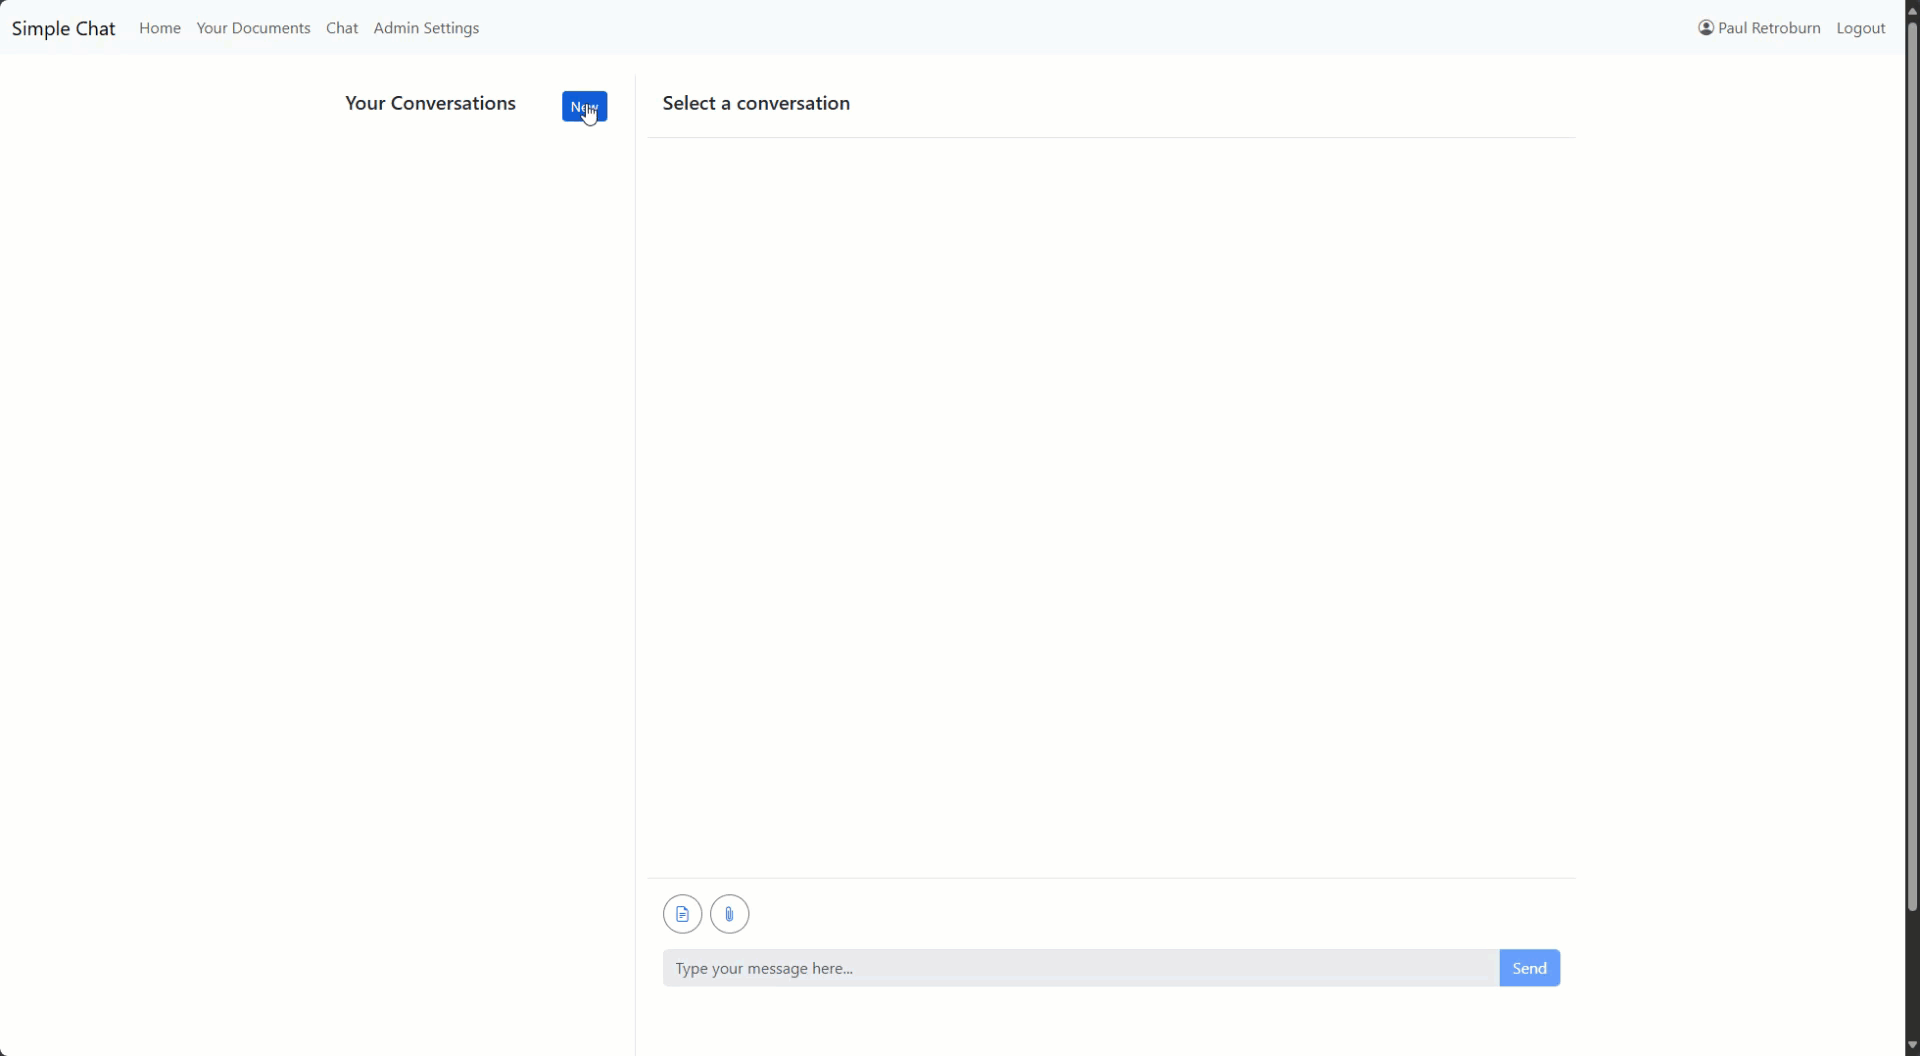 Simple Chat Home Your Documents Chat Admin Settings Paul Retroburn Logout
Your Conversations New Select a conversation
Type your message here... Send